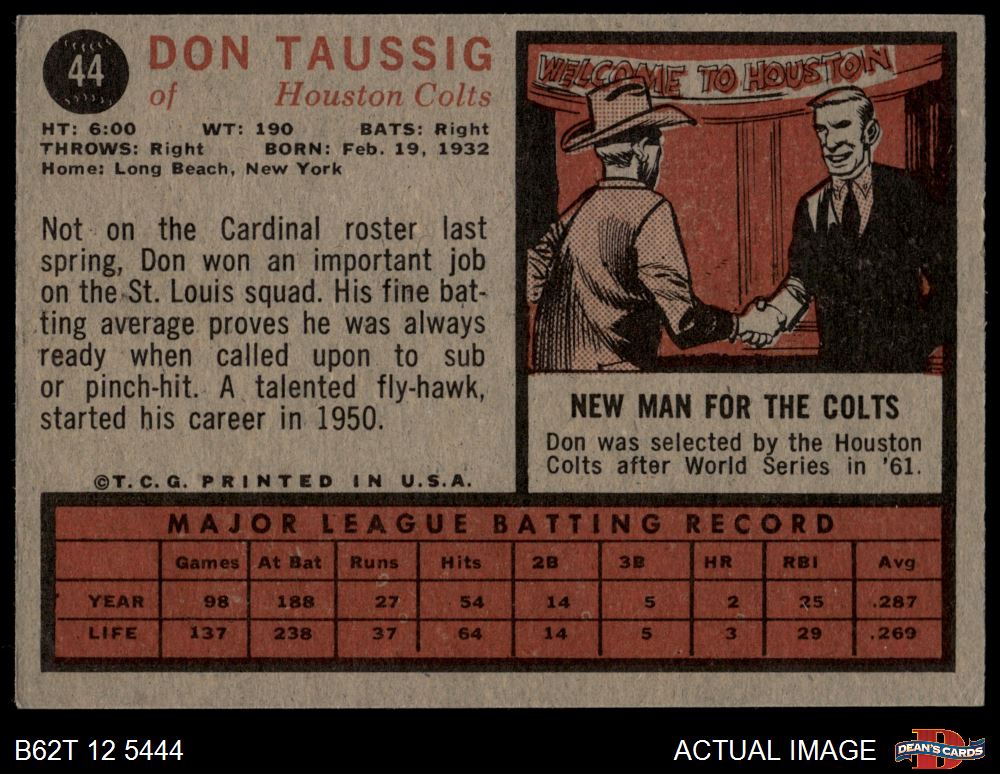 44
DON TAUSSIG
of Houston Colts
HT: 6:00 WT: 190 BATS: Right
THROWS: Right BORN: Feb. 19, 1932
Home: Long Beach, New York
Not on the Cardinal roster last
spring, Don won an important job
on the St. Louis squad. His fine bat-
ting average proves he was always
ready when called upon to sub
or pinch-hit. A talented fly-hawk,
started his career in 1950.
©T. C. G. PRINTED IN U.S.A.
WELCOME TO HOUSTON
NEW MAN FOR THE COLTS
Don was selected by the Houston
Colts after World Series in '61.
MAJOR LEAGUE BATTING RECORD
Games At Bat Runs Hits 2B 3B HR RBI Avg
YEAR 98 188 27 54 14 5 2 25 .287
LIFE 137 238 37 64 14 5 3 29 .269
B62T 12 5444
ACTUAL IMAGE
D
DEAN'S CARDS